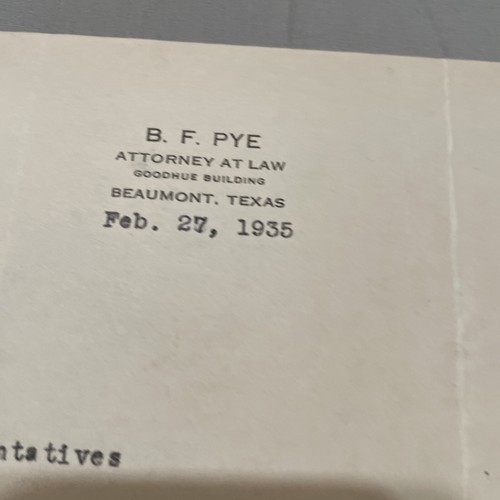 B. F. PYE
ATTORNEY AT LAW
GOODHUE BUILDING
BEAUMONT, TEXAS
Feb. 27, 1935
ntatives